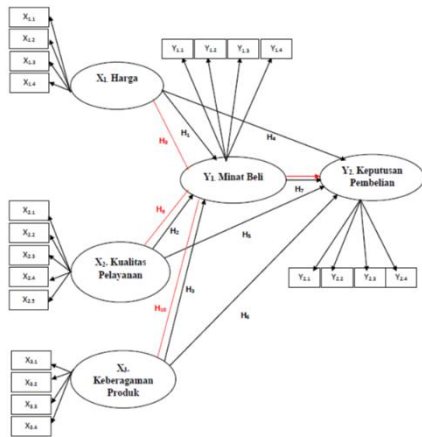 X1.1
X1.2
X1.3
X1.4
Y1.1 Y1.2 Y1.3 Y1.4
X1. Harga
H1
H4
H8
Y1. Minat Beli
Y2. Keputusan
Pembelian
H7
H9
H2
H5
X2.1
X2.2
X2.3
X2.4
X2.5
X2. Kualitas
Pelayanan
H10
H3
H6
Y2.1 Y2.2 Y2.3 Y2.4
X3.1
X3.2
X3.3
X3.4
X3.
Keberagaman
Produk